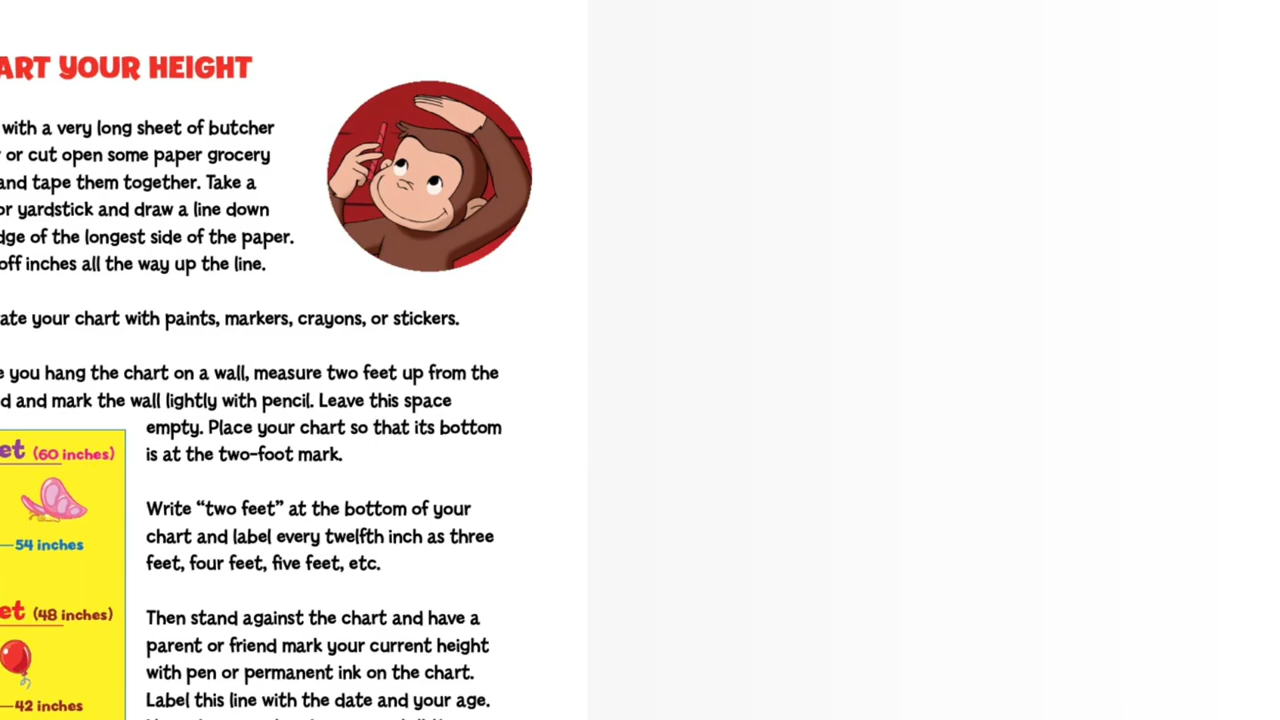 ART YOUR HEIGHT
with a very long sheet of butcher
or cut open some paper grocery
and tape them together. Take a
or yardstick and draw a line down
dge of the longest side of the paper.
off inches all the way up the line.
ate your chart with paints, markers, crayons, or stickers.
e you hang the chart on a wall, measure two feet up from the
d and mark the wall lightly with pencil. Leave this space
empty. Place your chart so that its bottom
is at the two-foot mark.
et (60 inches)
54 inches
et (48 inches)
42 inches
Write “two feet” at the bottom of your
chart and label every twelfth inch as three
feet, four feet, five feet, etc.
Then stand against the chart and have a
parent or friend mark your current height
with pen or permanent ink on the chart.
Label this line with the date and your age.